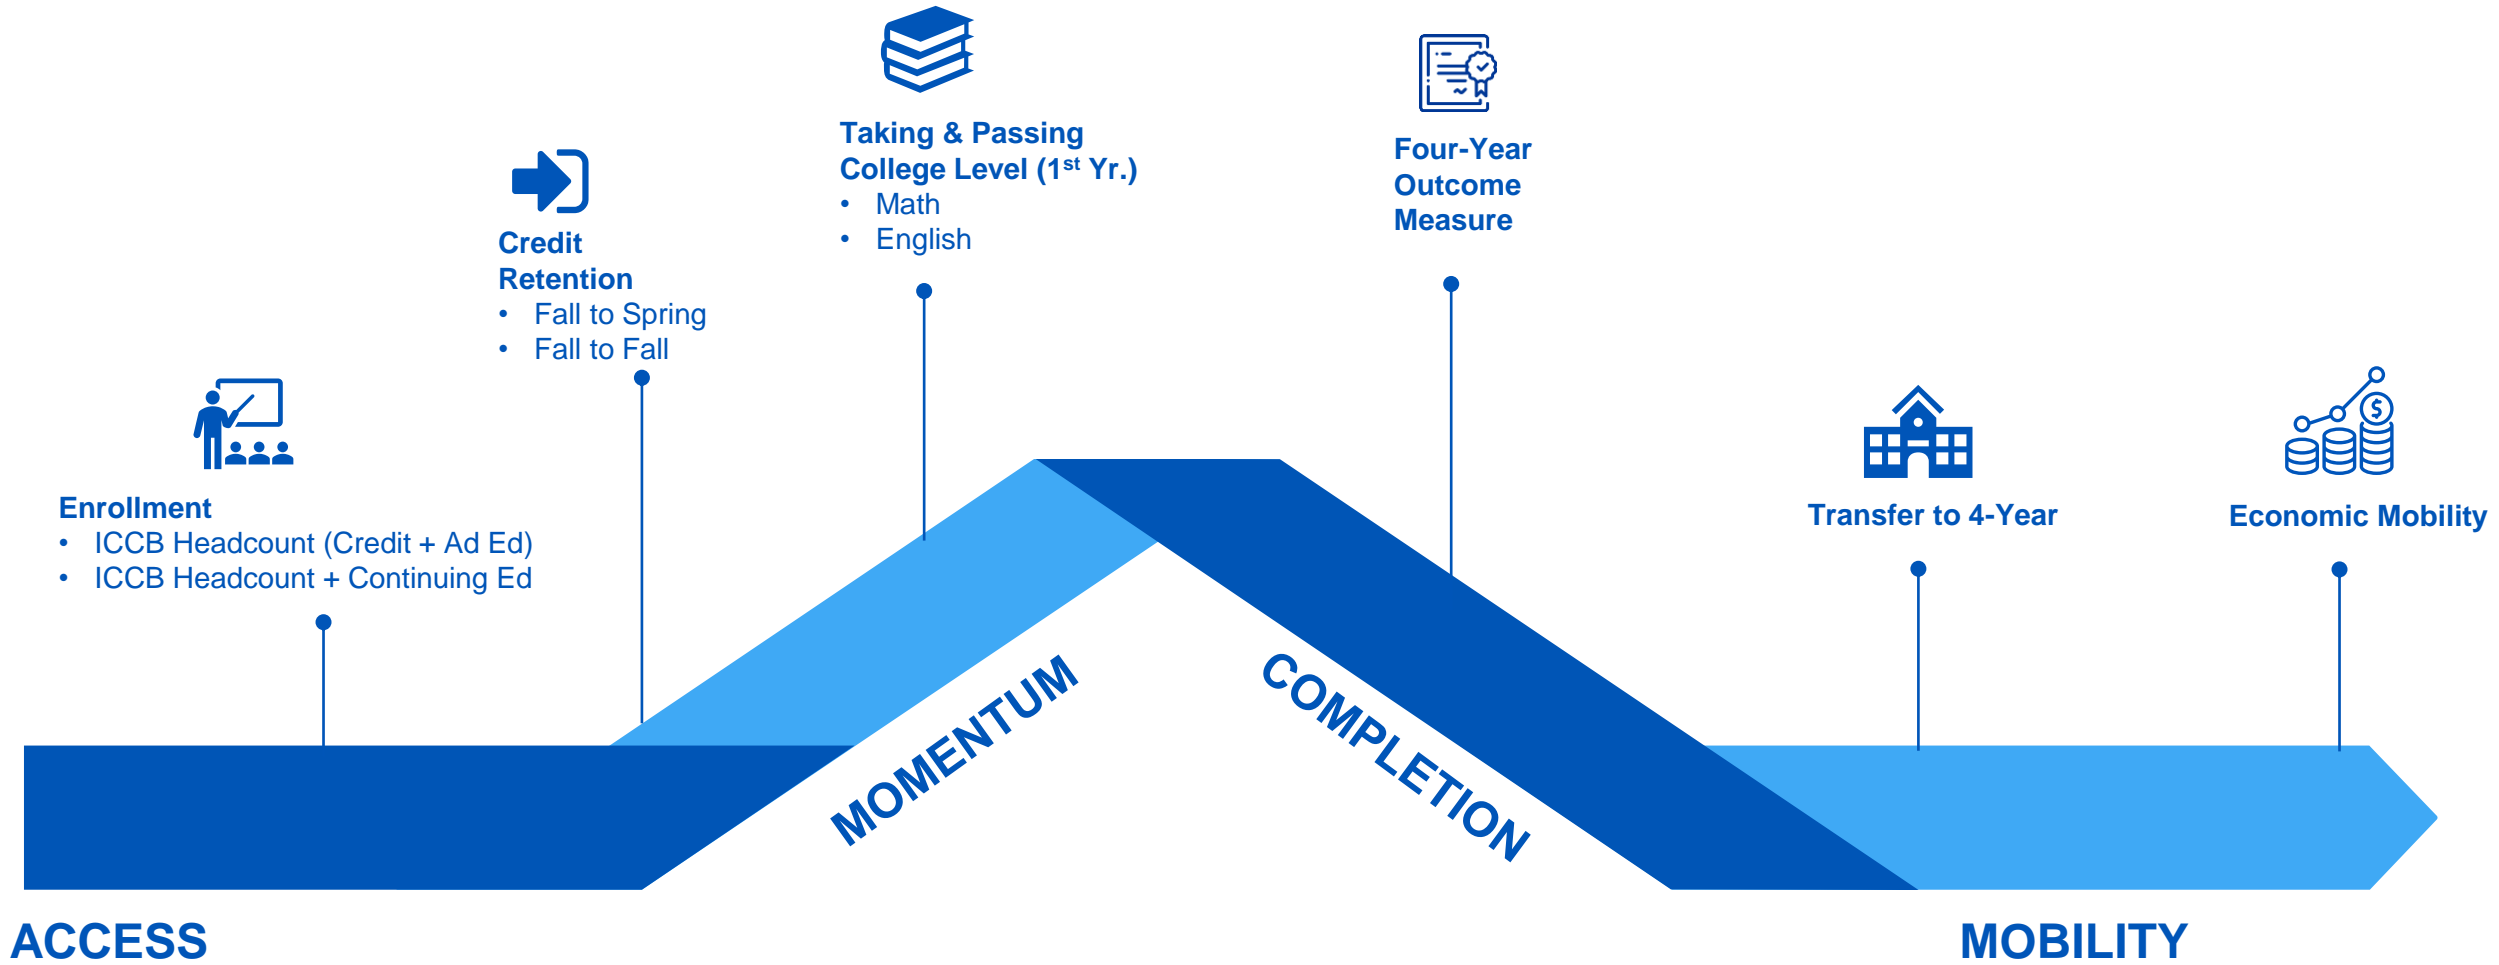 Enrollment
• ICCB Headcount (Credit + Ad Ed)
• ICCB Headcount + Continuing Ed
Credit
Retention
• Fall to Spring
• Fall to Fall
Taking & Passing
College Level (1st Yr.)
• Math
• English
Four-Year
Outcome
Measure
$
Transfer to 4-Year
Economic Mobility
MOMENTUM
COMPLETION
ACCESS
MOBILITY